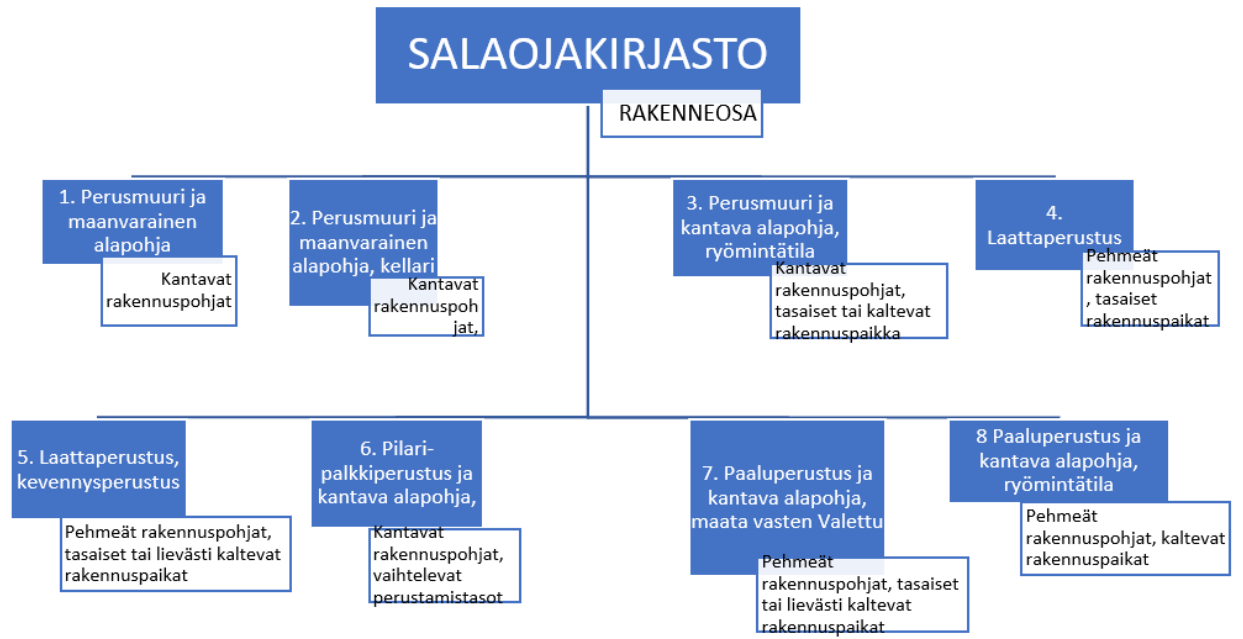 SALAOJAKIRJASTO
RAKENNEOSA
1. Perusmuuri ja
maanvarainen
alapohja
Kantavat
rakennuspohjat
2. Perusmuuri ja
maanvarainen
alapohja, kellari
Kantavat
rakennuspoh
jat,
3. Perusmuuri ja
kantava alapohja,
ryömintätila
Kantavat
rakennuspohjat,
tasaiset tai kaltevat
rakennuspaikka
4.
Laattaperustus
Pehmeät
rakennuspohjat
, tasaiset
rakennuspaikat
5. Laattaperustus,
kevennysperustus
Pehmeät rakennuspohjat,
tasaiset tai lievästi kaltevat
rakennuspaikat
6. Pilari-
palkkiperustus ja
kantava alapohja,
Kantavat
rakennuspohjat,
vaihtelevat
perustamistasot
7. Paaluperustus ja
kantava alapohja,
maata vasten Valettu
Pehmeät
rakennuspohjat, tasaiset
tai lievästi kaltevat
rakennuspaikat
8 Paaluperustus ja
kantava alapohja,
ryömintätila
Pehmeät
rakennuspohjat, kaltevat
rakennuspaikat